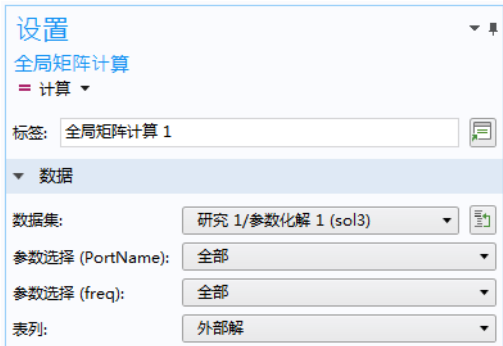 设置
全局矩阵计算
= 计算
标签: 全局矩阵计算 1
数据
数据集: 研究 1/参数化解 1 (sol3)
参数选择 (PortName): 全部
参数选择 (freq): 全部
表列: 外部解